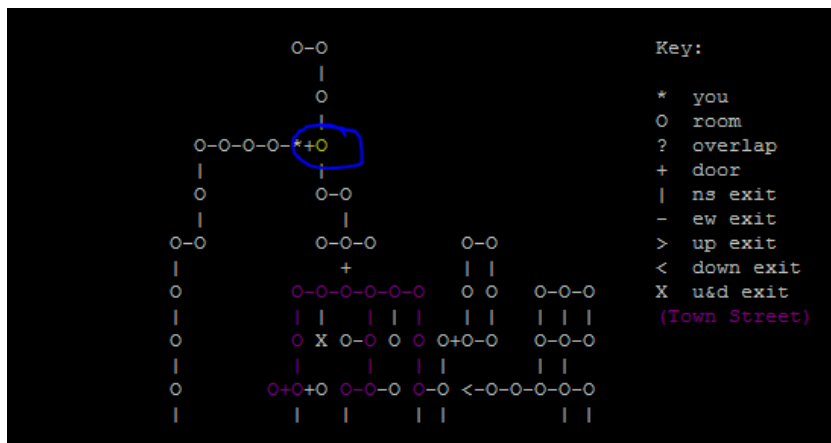 O-O Key:
|
O * you
| O room
O-O-O-O-*+O ? overlap
| | + door
O O-O | ns exit
| | - ew exit
O-O O-O-O O-O > up exit
| + | | < down exit
O O-O-O-O-O-O O O O-O-O X u&d exit
| | | | | | | | | | | (Town Street)
O O X O-O O O O+O-O O-O-O
| | | | | | |
O O+O+O O-O-O O-O <-O-O-O-O-O
| | | | | | |